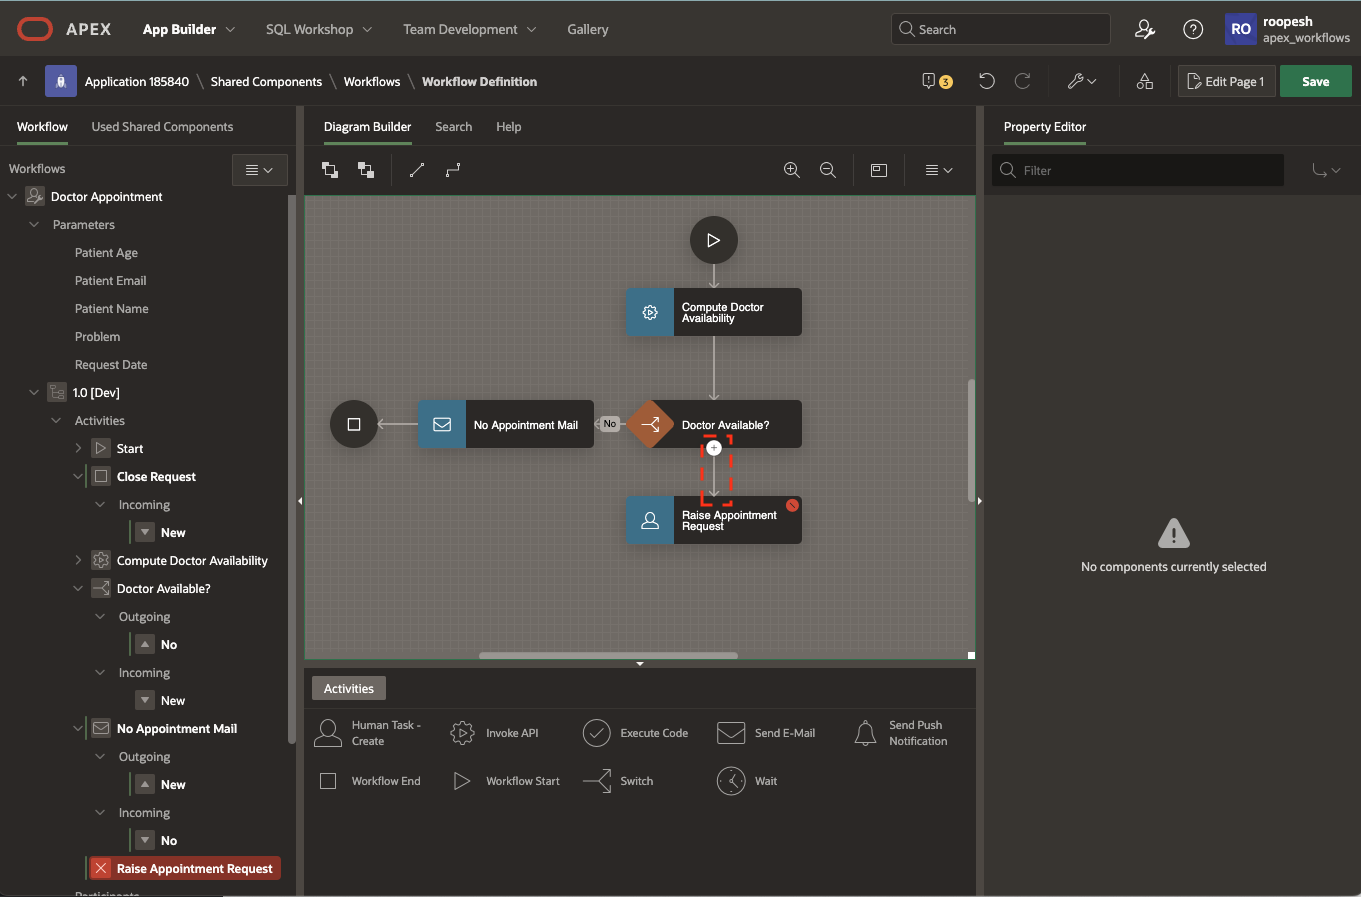 APEX
App Builder
SQL Workshop
Team Development
Gallery
Search
RO
roopesh
apex_workflows
Application 185840 \ Shared Components \ Workflows \ Workflow Definition
3
Edit Page 1
Save
Workflow
Used Shared Components
Workflows
Doctor Appointment
Parameters
Patient Age
Patient Email
Patient Name
Problem
Request Date
1.0 [Dev]
Activities
Start
Close Request
Incoming
New
Compute Doctor Availability
Doctor Available?
Outgoing
No
Incoming
New
No Appointment Mail
Outgoing
New
Incoming
No
Raise Appointment Request
Participants
Diagram Builder
Search
Help
Compute Doctor
Availability
No Appointment Mail
No
Doctor Available?
Raise Appointment
Request
Activities
Human Task -
Create
Invoke API
Execute Code
Send E-Mail
Send Push
Notification
Workflow End
Workflow Start
Switch
Wait
Property Editor
Filter
No components currently selected